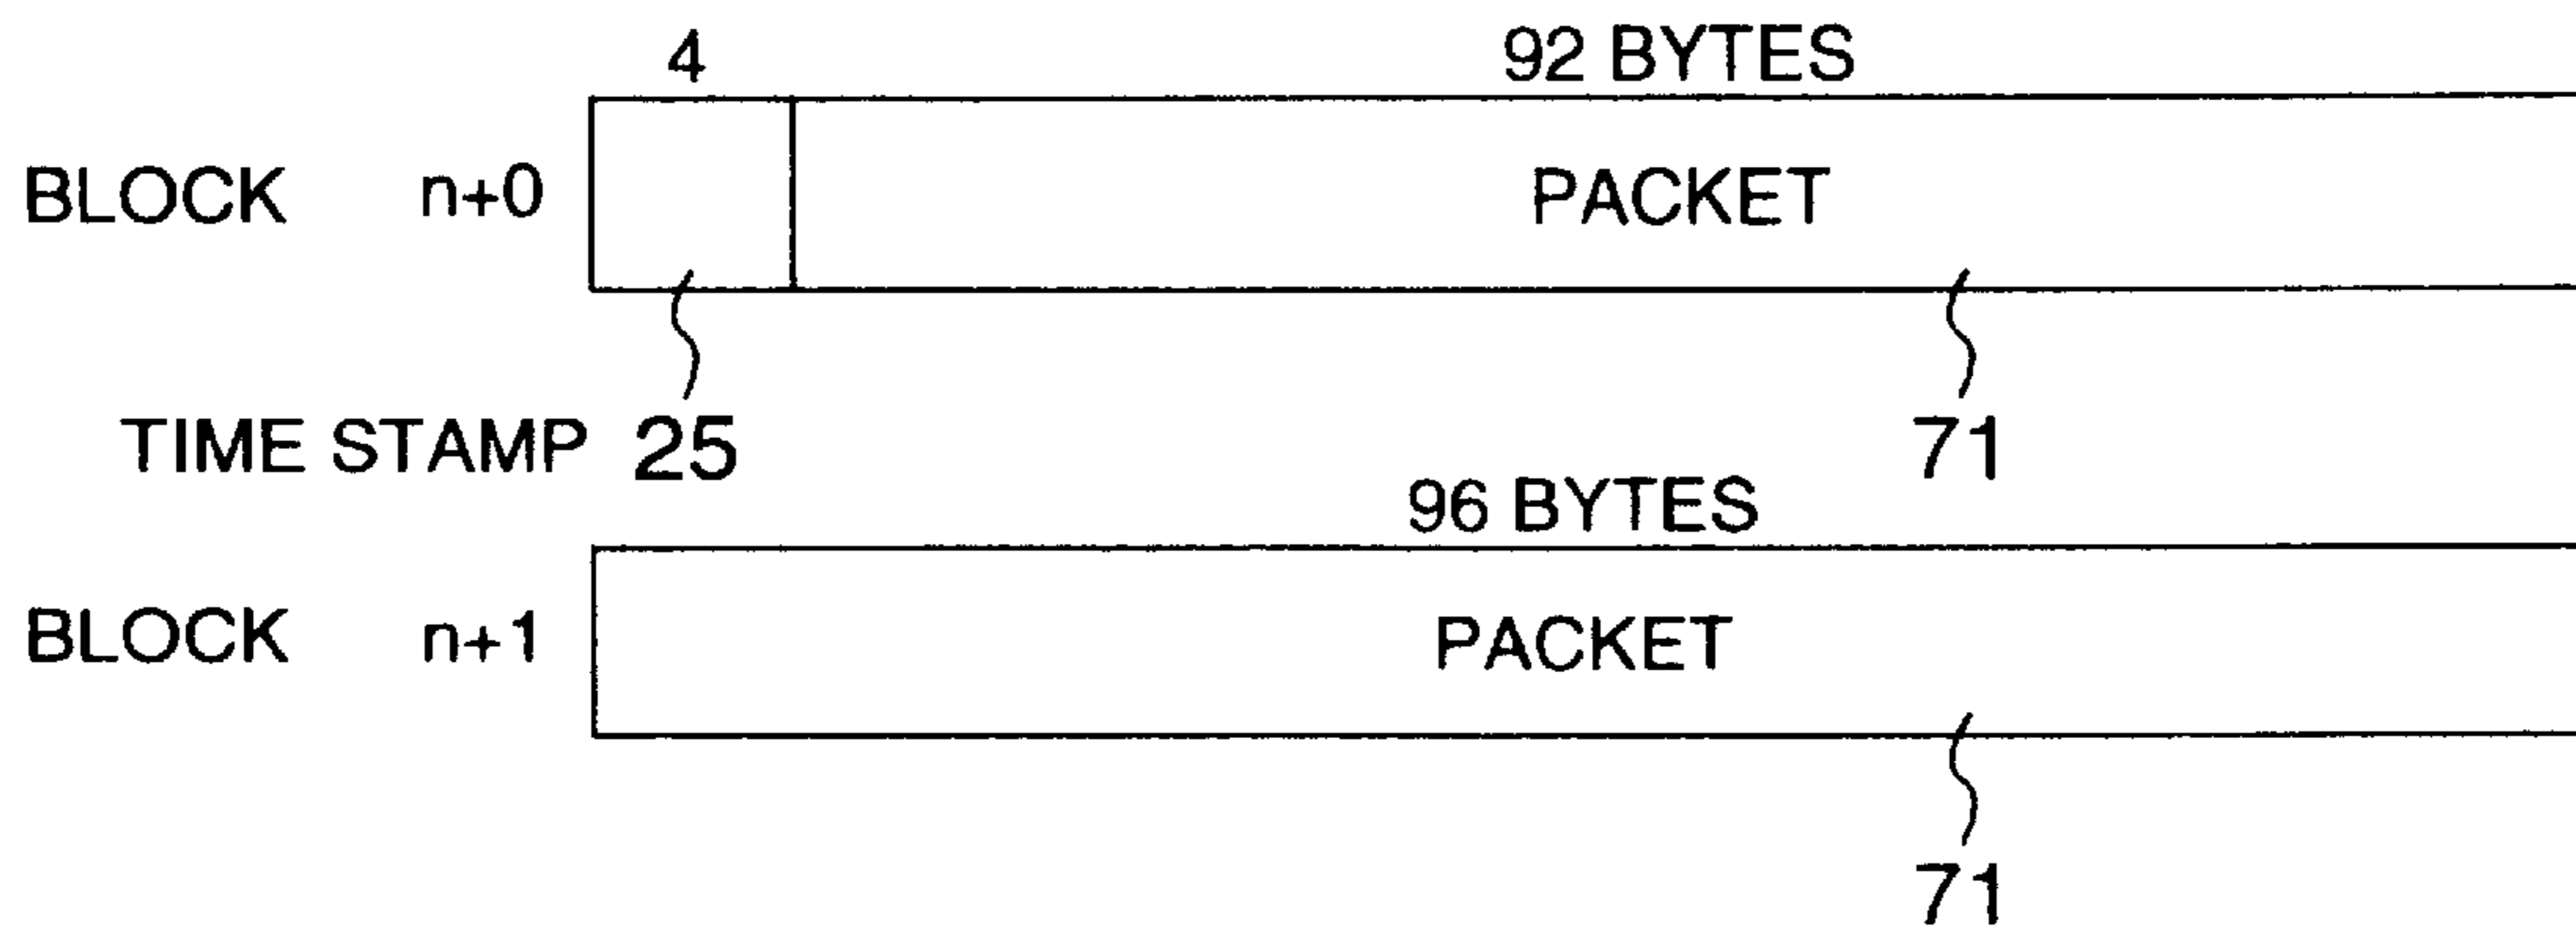 4 92 BYTES
BLOCK n+0 PACKET
TIME STAMP 25 71
96 BYTES
BLOCK n+1 PACKET
71